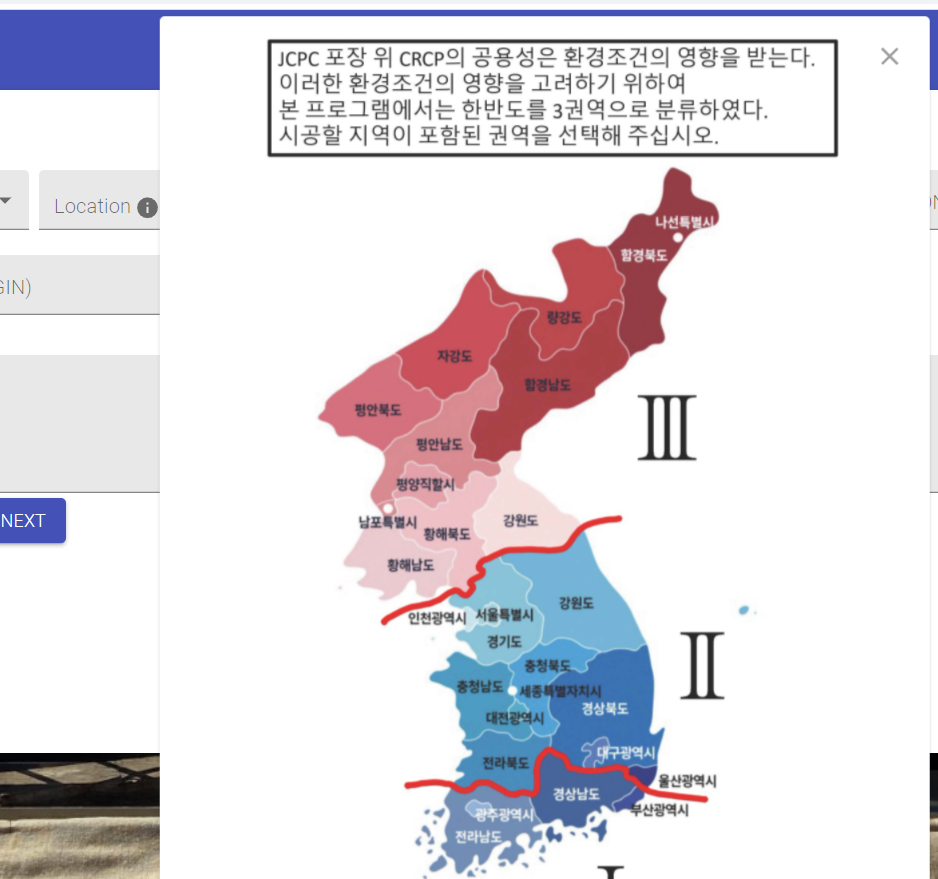 JCPC 포장 위 CRCP의 공용성은 환경조건의 영향을 받는다.
이러한 환경조건의 영향을 고려하기 위하여
본 프로그램에서는 한반도를 3권역으로 분류하였다.
시공할 지역이 포함된 권역을 선택해 주십시오.
Location
GIN)
NEXT
나선특별시
함경북도
량강도
자강도
함경남도
평안북도
III
평안남도
평양직할시
남포특별시
강원도
황해북도
황해남도
인천광역시
서울특별시
강원도
경기도
II
충청북도
충청남도
세종특별자치시
경상북도
대전광역시
대구광역시
전라북도
울산광역시
경상남도
부산광역시
광주광역시
전라남도